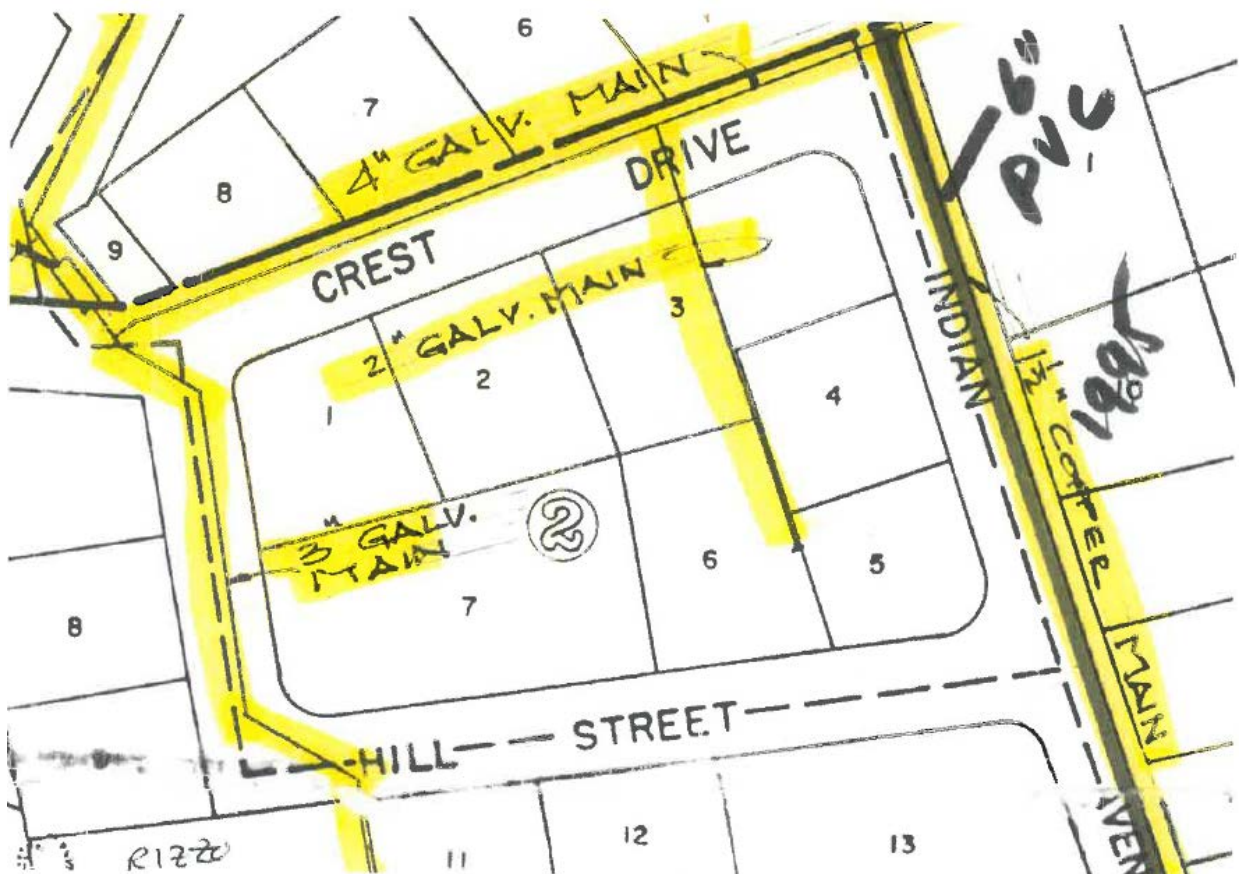 6
7
4" GALV. MAIN
6"
PVC
8
DRIVE
9
CREST
2" GALV. MAIN
3
INDIAN
1995
1
2
4
1½" COPPER MAIN
3" GALV.
MAIN
2
6
5
7
8
HILL STREET
AVEN
RIZZO
11
12
13